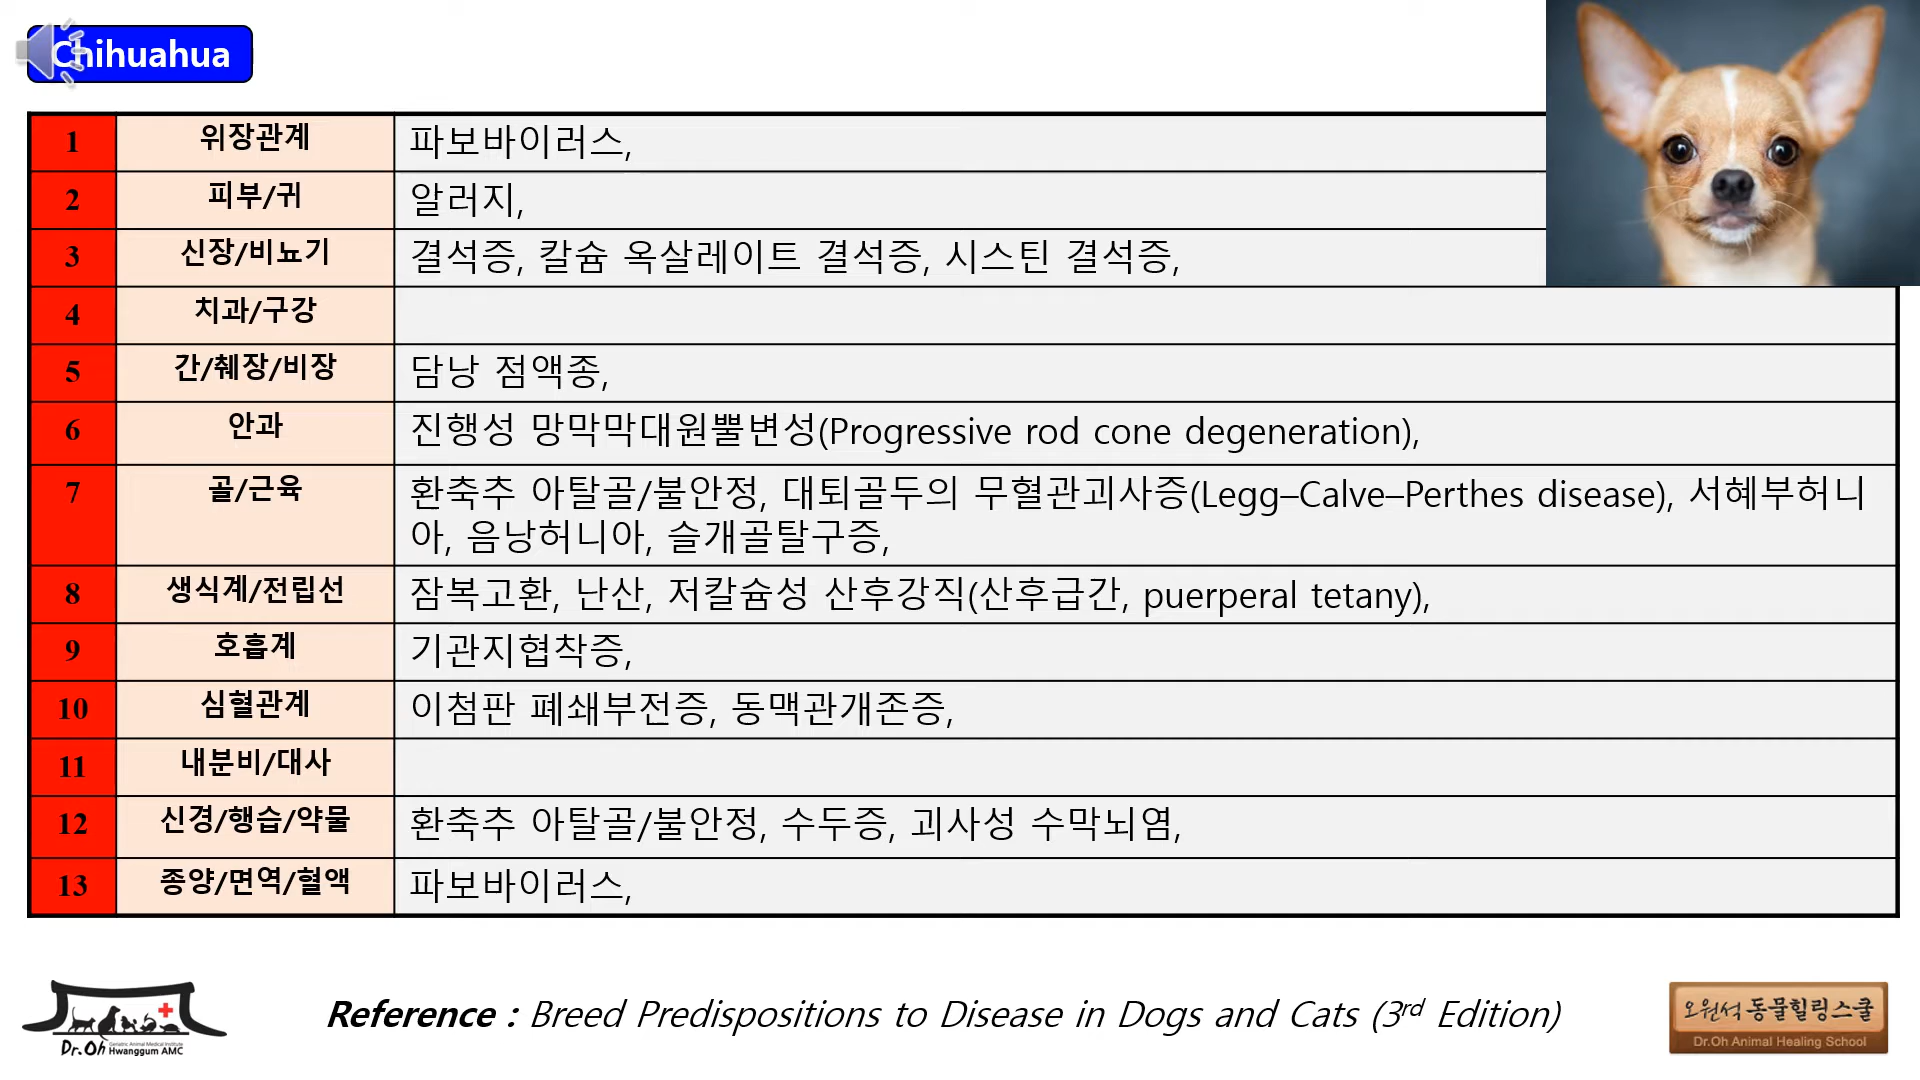 Chihuahua
1 위장관계 파보바이러스,
2 피부/귀 알러지,
3 신장/비뇨기 결석증, 칼슘 옥살레이트 결석증, 시스틴 결석증,
4 치과/구강
5 간/췌장/비장 담낭 점액종,
6 안과 진행성 망막막대원뿔변성(Progressive rod cone degeneration),
7 골/근육 환축추 아탈골/불안정, 대퇴골두의 무혈관괴사증(Legg–Calve–Perthes disease), 서혜부허니
아, 음낭허니아, 슬개골탈구증,
8 생식계/전립선 잠복고환, 난산, 저칼슘성 산후강직(산후급간, puerperal tetany),
9 호흡계 기관지협착증,
10 심혈관계 이첨판 폐쇄부전증, 동맥관개존증,
11 내분비/대사
12 신경/행습/약물 환축추 아탈골/불안정, 수두증, 괴사성 수막뇌염,
13 종양/면역/혈액 파보바이러스,
Reference : Breed Predispositions to Disease in Dogs and Cats (3rd Edition)
Geriatric Animal Medical Institute
Dr.Oh Hwanggum AMC
오원석 동물힐링스쿨
Dr.Oh Animal Healing School